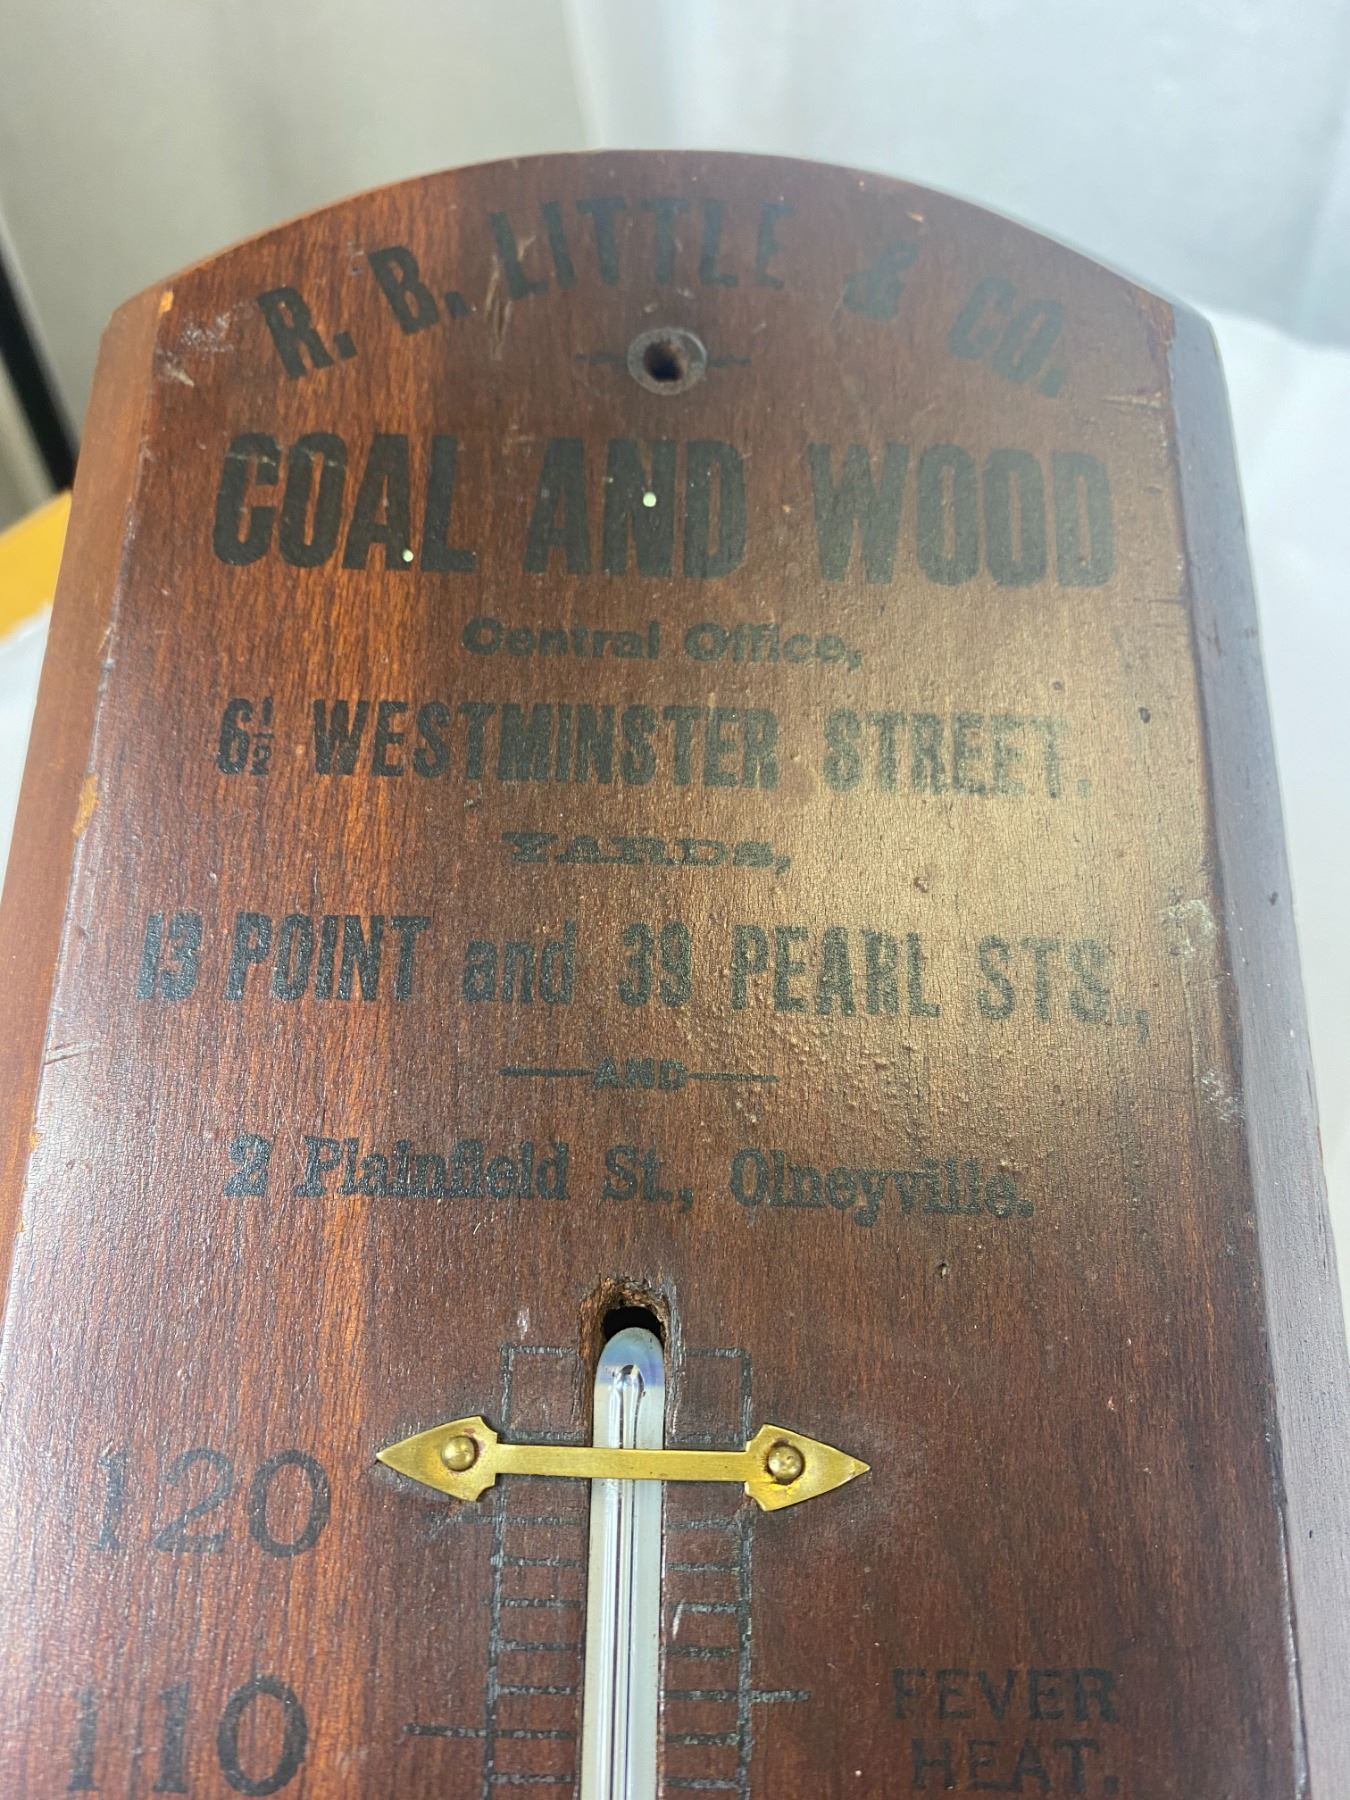 R. B. LITTLE & CO.
COAL AND WOOD
Central Office,
6½ WESTMINSTER STREET.
YARDS,
13 POINT and 39 PEARL STS.,
AND
2 Plainfield St., Olneyville.
120
110
FEVER
HEAT.